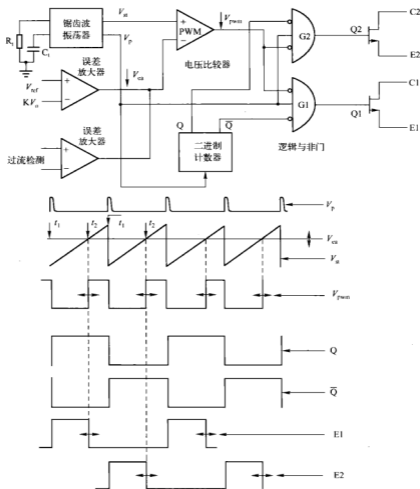 C2
锯齿波
振荡器
Vst
Vp
Rt
Ct
PWM
Vpwm
G2
Q2
E2
电压比较器
误差
放大器
Vea
Vref
KVo
C1
G1
Q1
E1
误差
放大器
过流检测
Q
Q̅
二进制
计数器
逻辑与非门
Vp
t1 t2 t1 t2
Vea
Vst
Vpwm
Q
Q̅
E1
E2